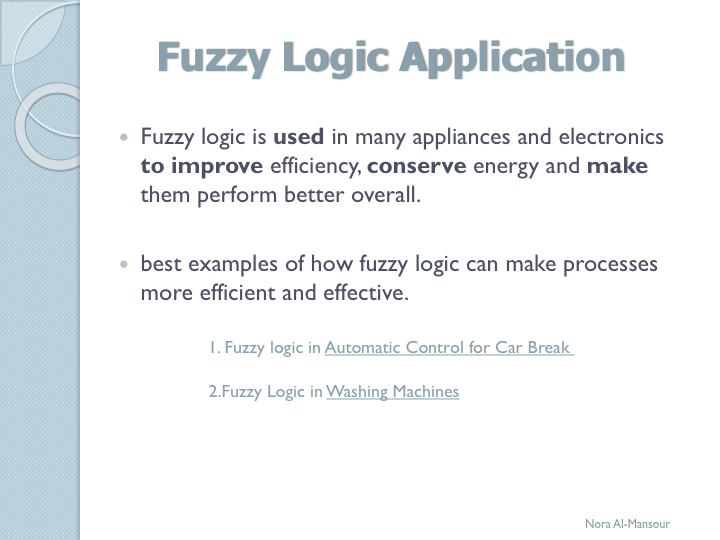 Fuzzy Logic Application
• Fuzzy logic is used in many appliances and electronics
to improve efficiency, conserve energy and make
them perform better overall.
• best examples of how fuzzy logic can make processes
more efficient and effective.
1. Fuzzy logic in Automatic Control for Car Break
2.Fuzzy Logic in Washing Machines
Nora Al-Mansour